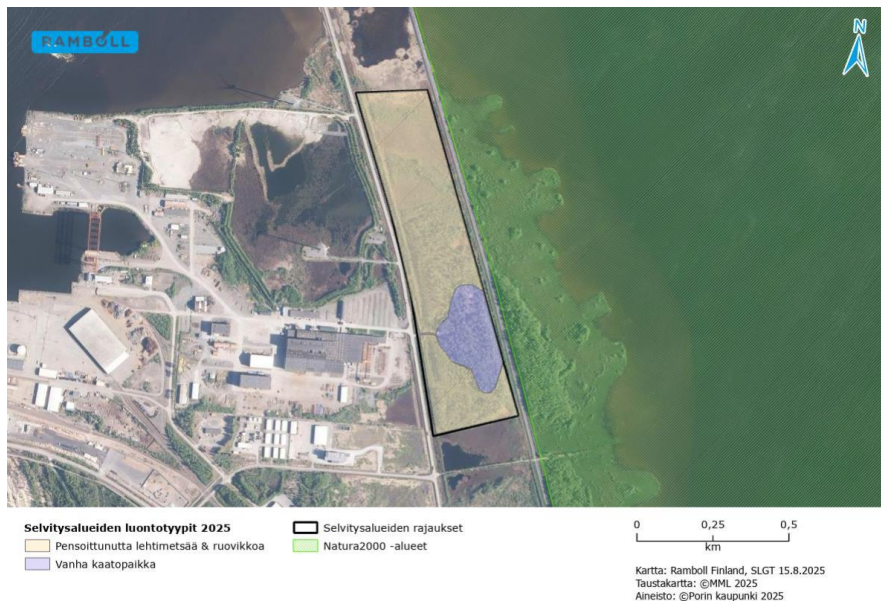 RAMBOLL
N
Selvitysalueiden luontotyypit 2025
Pensoittunutta lehtimetsää & ruovikkoa
Vanha kaatopaikka
Selvitysalueiden rajaukset
Natura2000 -alueet
0 0,25 0,5
km
Kartta: Ramboll Finland, SLGT 15.8.2025
Taustakartta: ©MML 2025
Aineisto: ©Porin kaupunki 2025